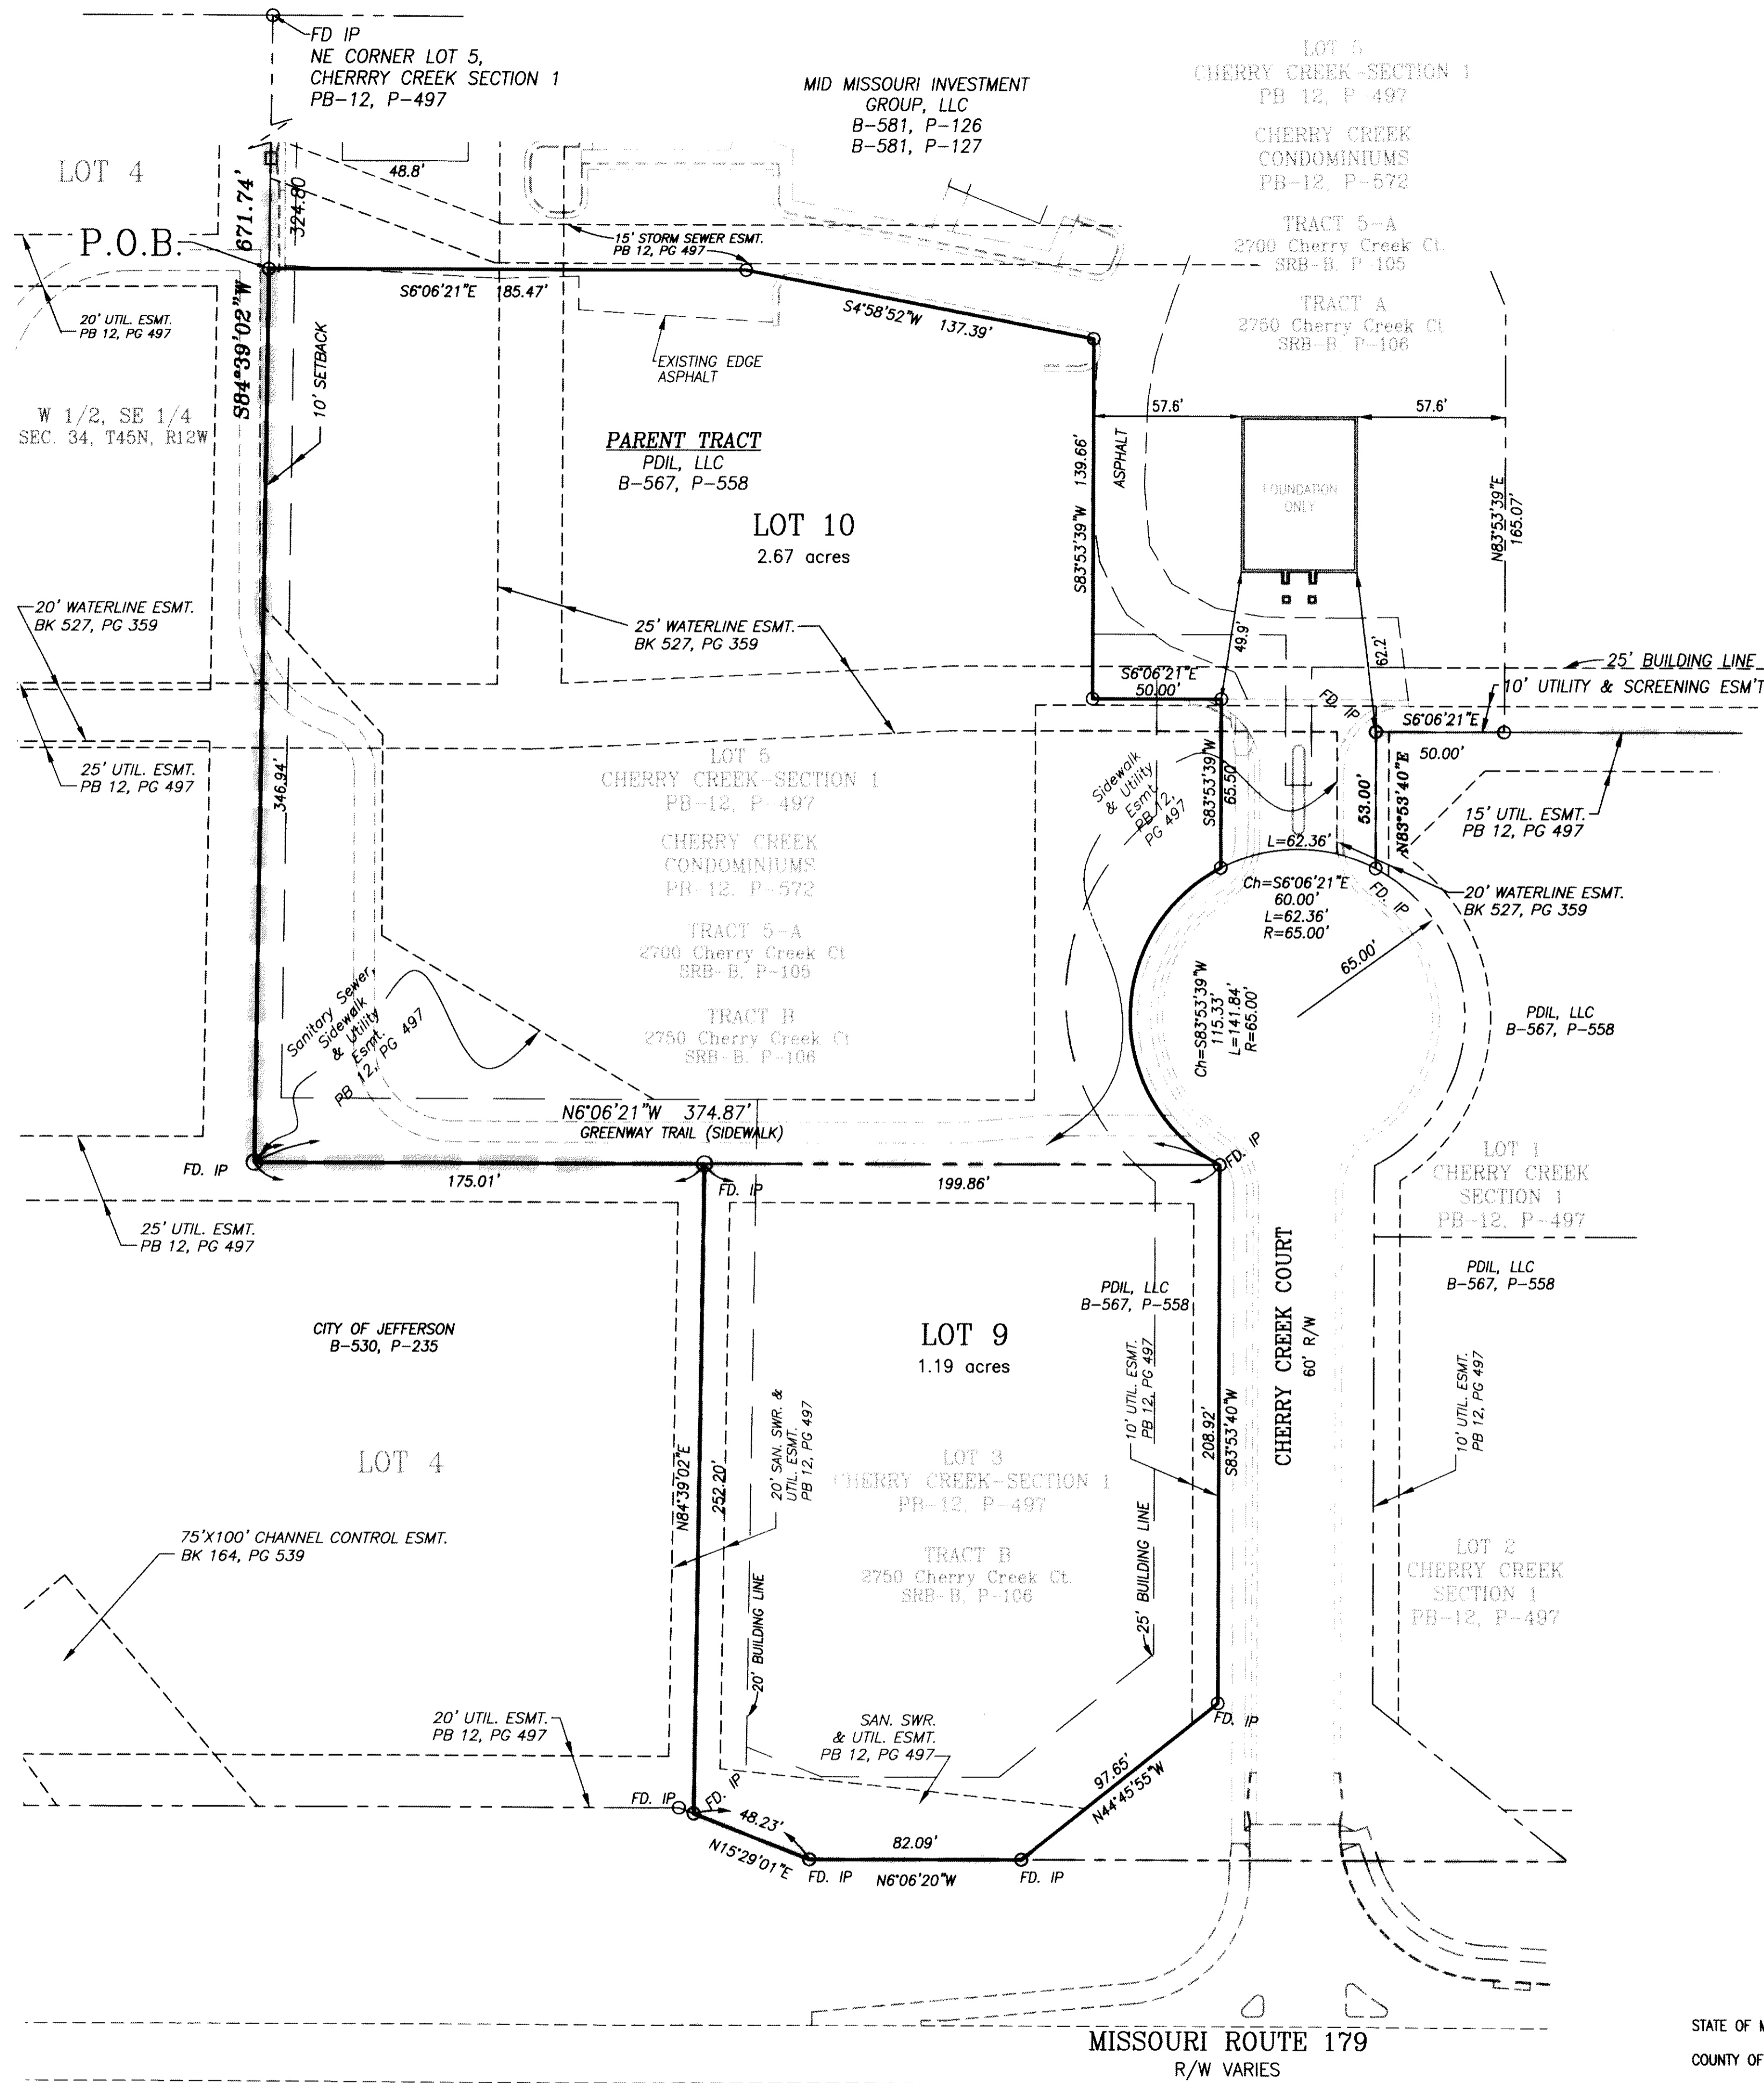 FD IP
NE CORNER LOT 5,
CHERRRY CREEK SECTION 1
PB-12, P-497
MID MISSOURI INVESTMENT
GROUP, LLC
B-581, P-126
B-581, P-127
LOT 5
CHERRY CREEK-SECTION 1
PB 12, P-497
CHERRY CREEK
CONDOMINIUMS
PB-12, P-572
TRACT 5-A
2700 Cherry Creek Ct.
SRB-B, P-105
TRACT A
2750 Cherry Creek Ct
SRB-B, P-106
LOT 4
671.74'
324.80
48.8'
P.O.B.
15' STORM SEWER ESMT.
PB 12, PG 497
S6°06'21"E 185.47'
S4°58'52"W 137.39'
20' UTIL. ESMT.
PB 12, PG 497
S84°39'02"W
10' SETBACK
EXISTING EDGE
ASPHALT
W 1/2, SE 1/4
SEC. 34, T45N, R12W
PARENT TRACT
PDIL, LLC
B-567, P-558
LOT 10
2.67 acres
S83°53'39"W 139.66'
ASPHALT
57.6'
57.6'
FOUNDATION
ONLY
N83°53'39"E
165.07'
20' WATERLINE ESMT.
BK 527, PG 359
25' WATERLINE ESMT.
BK 527, PG 359
49.9'
62.2'
25' BUILDING LINE
10' UTILITY & SCREENING ESM'T
S6°06'21"E
50.00'
FD. IP
S6°06'21"E
50.00'
25' UTIL. ESMT.
PB 12, PG 497
346.94'
LOT 5
CHERRY CREEK-SECTION 1
PB-12, P-497
CHERRY CREEK
CONDOMINIUMS
PB-12, P-572
TRACT 5-A
2700 Cherry Creek Ct
SRB-B, P-105
TRACT B
2750 Cherry Creek Ct
SRB-B, P-106
Sidewalk
& Utility
Esmt.
PB 12,
PG 497
S83°53'39"W
65.50'
53.00'
N83°53'40"E
15' UTIL. ESMT.
PB 12, PG 497
L=62.36'
Ch=S6°06'21"E
60.00'
L=62.36'
R=65.00'
FD. IP
20' WATERLINE ESMT.
BK 527, PG 359
65.00'
Ch=S83°53'39"W
115.33'
L=141.84'
R=65.00'
PDIL, LLC
B-567, P-558
Sanitary Sewer,
Sidewalk
& Utility
Esmt.
PB 12, PG 497
N6°06'21"W 374.87'
GREENWAY TRAIL (SIDEWALK)
FD. IP
175.01'
FD. IP
199.86'
FD. IP
LOT 1
CHERRY CREEK
SECTION 1
PB-12, P-497
25' UTIL. ESMT.
PB 12, PG 497
PDIL, LLC
B-567, P-558
PDIL, LLC
B-567, P-558
CITY OF JEFFERSON
B-530, P-235
LOT 9
1.19 acres
CHERRY CREEK COURT
60' R/W
10' UTIL. ESMT.
PB 12, PG 497
10' UTIL. ESMT.
PB 12, PG 497
20' SAN. SWR. &
UTIL. ESMT.
PB 12, PG 497
208.92'
S83°53'40"W
LOT 4
N84°39'02"E
252.20'
LOT 3
CHERRY CREEK-SECTION 1
PB-12, P-497
TRACT B
2750 Cherry Creek Ct.
SRB-B, P-106
25' BUILDING LINE
LOT 2
CHERRY CREEK
SECTION 1
PB-12, P-497
75'X100' CHANNEL CONTROL ESMT.
BK 164, PG 539
20' BUILDING LINE
20' UTIL. ESMT.
PB 12, PG 497
SAN. SWR.
& UTIL. ESMT.
PB 12, PG 497
FD. IP
97.65'
N44°45'55"W
FD. IP
FD. IP
48.23'
N15°29'01"E
FD. IP
82.09'
N6°06'20"W
FD. IP
MISSOURI ROUTE 179
R/W VARIES
STATE OF M
COUNTY OF